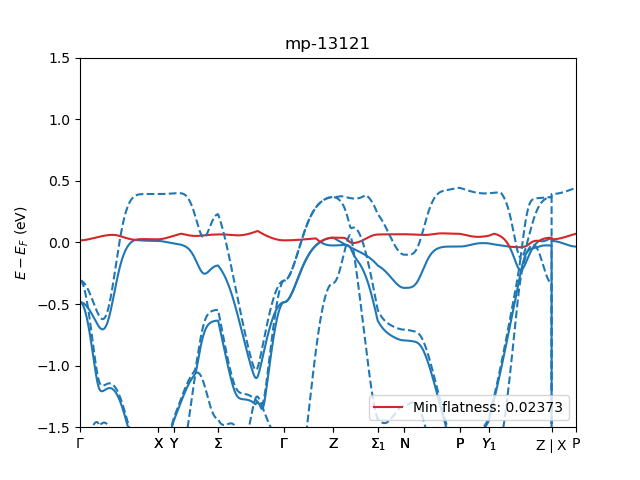 mp-13121
E − E_F (eV)
1.5
1.0
0.5
0.0
−0.5
−1.0
−1.5
Min flatness: 0.02373
Γ X Y Σ Γ Z Σ₁ N P Y₁ Z | X P